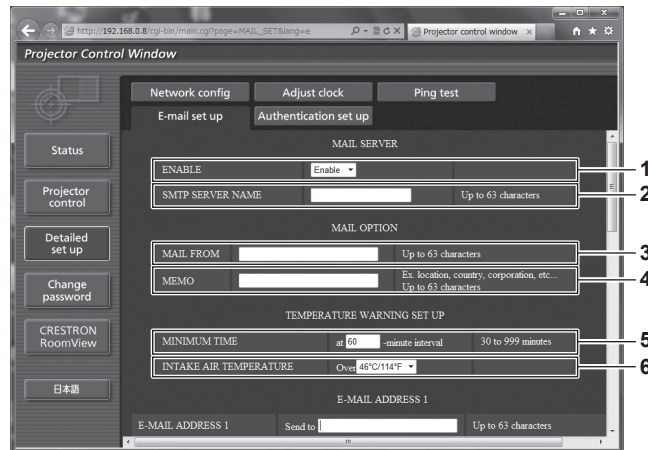 http://192.168.0.8/cgi-bin/main.cgi?page=MAIL_SET&lang=e
Projector control window
Projector Control Window
Network config
Adjust clock
Ping test
E-mail set up
Authentication set up
Status
Projector control
Detailed set up
Change password
CRESTRON RoomView
日本語
MAIL SERVER
ENABLE Enable 1
SMTP SERVER NAME Up to 63 characters 2
MAIL OPTION
MAIL FROM Up to 63 characters 3
MEMO Ex. location, country, corporation, etc... 4
Up to 63 characters
TEMPERATURE WARNING SET UP
MINIMUM TIME at 60 -minute interval 30 to 999 minutes 5
INTAKE AIR TEMPERATURE Over 46°C/114°F 6
E-MAIL ADDRESS 1
E-MAIL ADDRESS 1 Send to Up to 63 characters